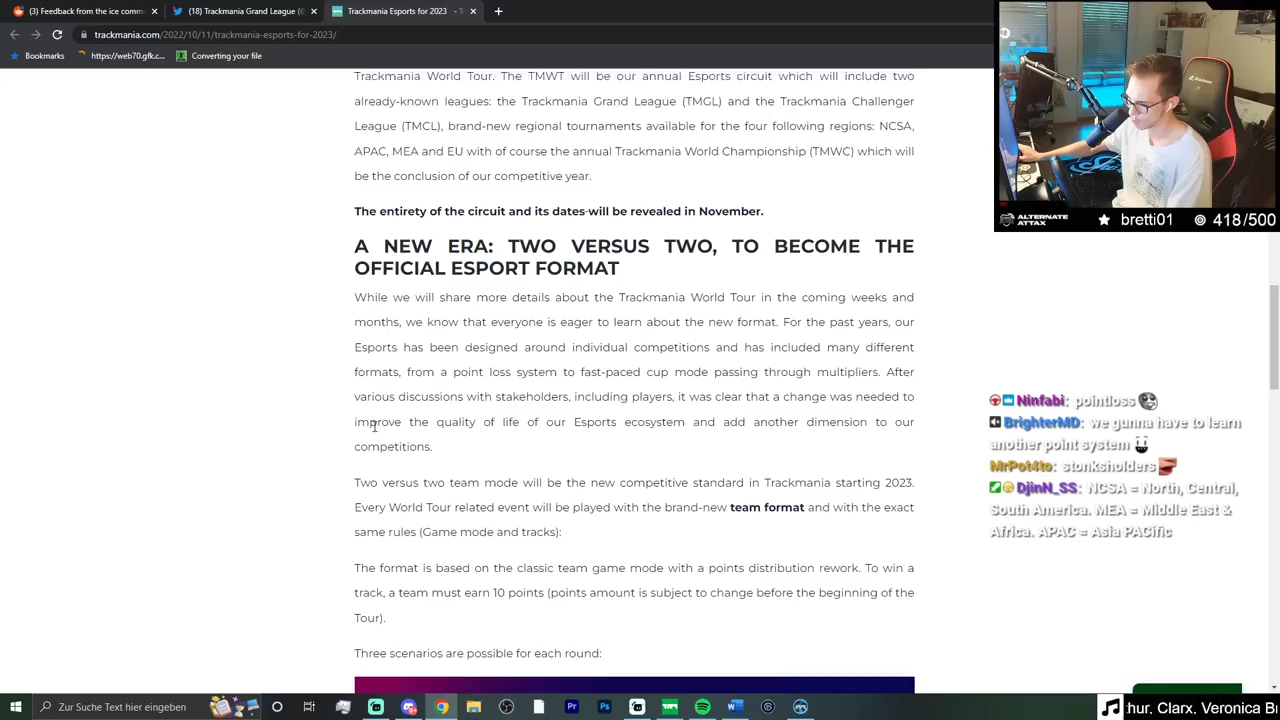 (3) Feedback from the ice comm
(18) Trackmania Grand League
Trackmania Esports for 2023
trackmania.com/2022/10/11/trackmania-esports-for-2023/
Bookmarks
https://web70.gfkc...
Converting your file
Trackmania World Tour! The TMWT will be our annual Esports circuit which will include two
already-known leagues: the Trackmania Grand League (TMGL) and the Trackmania Challenger
League (TMCL), brand-new regional tournaments available for the four following regions: NCSA,
APAC, MEA and EU with of course the annual Trackmania World Championship (TMWC) which will
be the conclusion of our competitive year.
The entirety of the circuit and its dates will be revealed in November.
A NEW ERA: TWO VERSUS TWO, TO BECOME THE
OFFICIAL ESPORT FORMAT
While we will share more details about the Trackmania World Tour in the coming weeks and
months, we know that everyone is eager to learn about the new format. For the past years, our
Esports has been designed around individual competitions and has included many different
formats, from a point loss system to fast-paced cup mode passing through multipliers. After
various discussions with stakeholders, including players, it was clear that a change was needed to
improve the quality of life of our Esports ecosystem and add another dimension to our
competitions.
Two versus two team mode will be the new competitive standard in Trackmania starting 2023.
Every World Tour related event will be played with the brand-new team format and with the exact
same rules (Game mode and tracks).
The format is based on the classic team game mode with a points distribution rework. To win a
track, a team must earn 10 points (points amount is subject to change before the beginning of the
Tour).
Three scenarios are possible for each round:
ALTERNATE
ATTAX
bretti01
418/500
Ninfabi: pointloss
BrighterMD: we gunna have to learn
another point system
MrPot4to: stonksholders
DjinN_SS: NCSA = North, Central,
South America. MEA = Middle East &
Africa. APAC = Asia PACific
Zur Suche Text hier eingeben
hur. Clarx. Veronica B